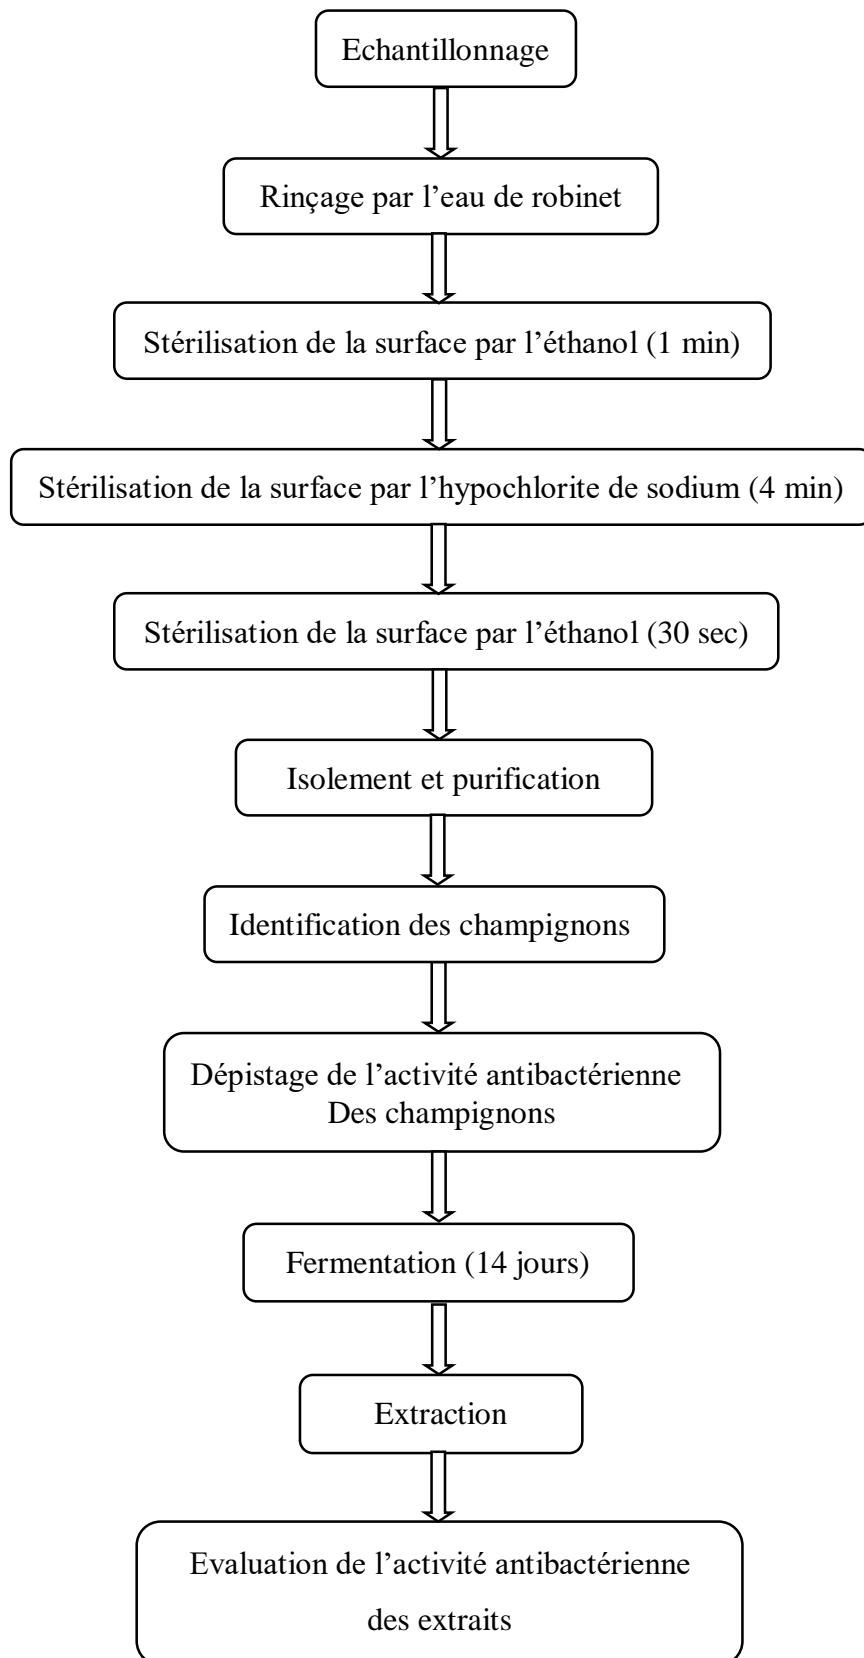 Echantillonnage
Rinçage par l’eau de robinet
Stérilisation de la surface par l’éthanol (1 min)
Stérilisation de la surface par l’hypochlorite de sodium (4 min)
Stérilisation de la surface par l’éthanol (30 sec)
Isolement et purification
Identification des champignons
Dépistage de l’activité antibactérienne
Des champignons
Fermentation (14 jours)
Extraction
Evaluation de l’activité antibactérienne
des extraits